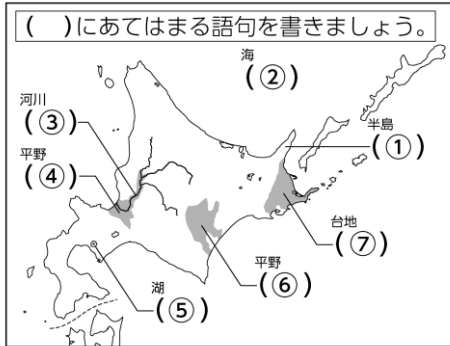 ( )にあてはまる語句を書きましょう。
海
(②)
河川
(③)
半島
(①)
平野
(④)
台地
(⑦)
平野
(⑥)
湖
(⑤)